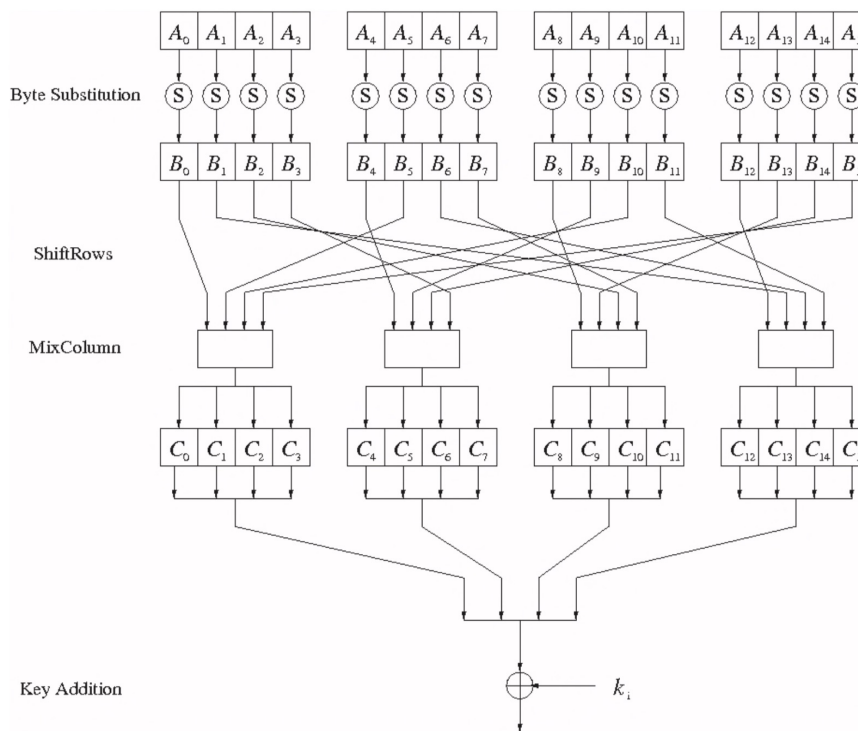 A₀ A₁ A₂ A₃ A₄ A₅ A₆ A₇ A₈ A₉ A₁₀ A₁₁ A₁₂ A₁₃ A₁₄ A
Byte Substitution S S S S S S S S S S S S S S S S
B₀ B₁ B₂ B₃ B₄ B₅ B₆ B₇ B₈ B₉ B₁₀ B₁₁ B₁₂ B₁₃ B₁₄ B
ShiftRows
MixColumn
C₀ C₁ C₂ C₃ C₄ C₅ C₆ C₇ C₈ C₉ C₁₀ C₁₁ C₁₂ C₁₃ C₁₄ C
Key Addition kᵢ